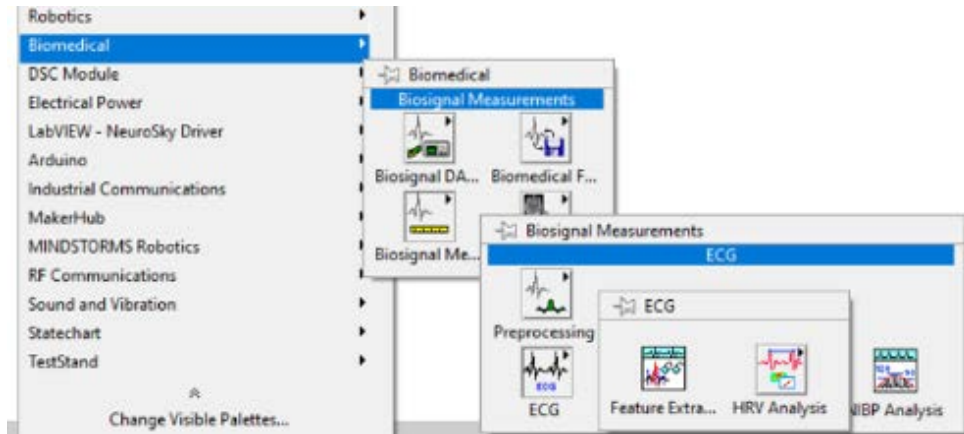 Robotics
Biomedical
DSC Module
Electrical Power
LabVIEW - NeuroSky Driver
Arduino
Industrial Communications
MakerHub
MINDSTORMS Robotics
RF Communications
Sound and Vibration
Statechart
TestStand
Change Visible Palettes...
Biomedical
Biosignal Measurements
Biosignal DA... Biomedical F...
Biosignal Me...
Biosignal Measurements
ECG
Preprocessing
ECG
ECG
Feature Extra... HRV Analysis
NIBP Analysis